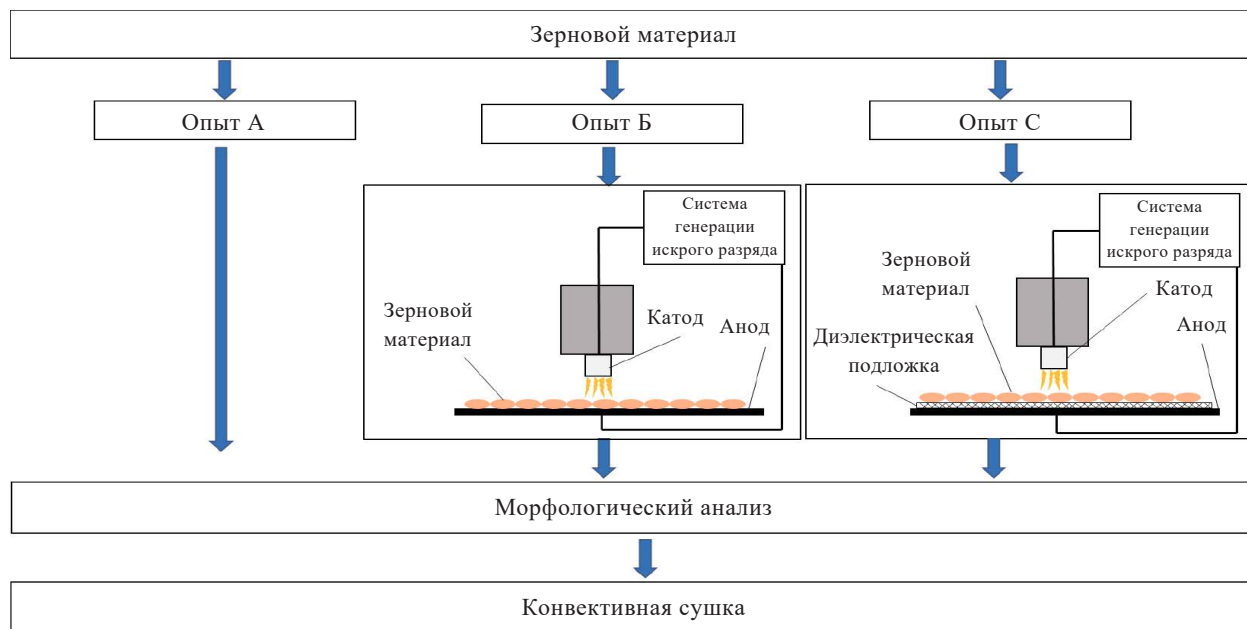 Зерновой материал
Опыт А
Опыт Б
Опыт С
Система
генерации
искрого разряда
Зерновой
материал
Катод
Анод
Система
генерации
искрого разряда
Зерновой
материал
Катод
Анод
Диэлектрическая
подложка
Морфологический анализ
Конвективная сушка